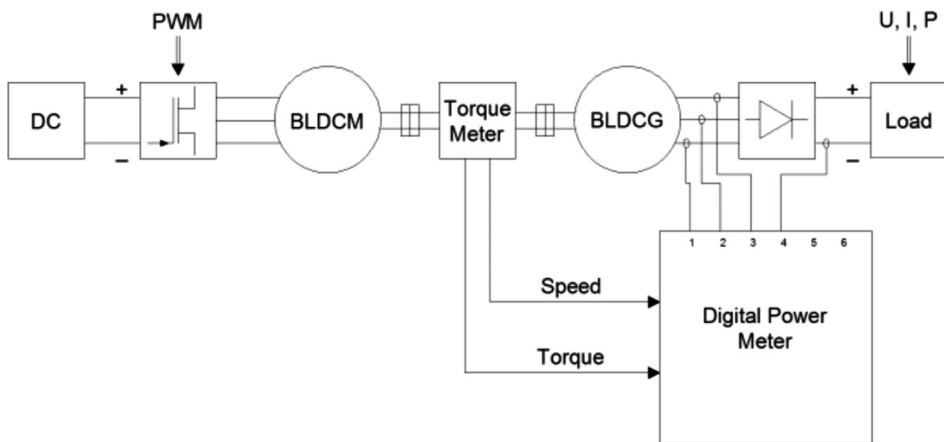 PWM
U, I, P
DC
+
−
BLDCM
Torque
Meter
BLDCG
+
−
Load
1 2 3 4 5 6
Speed
Digital Power
Meter
Torque